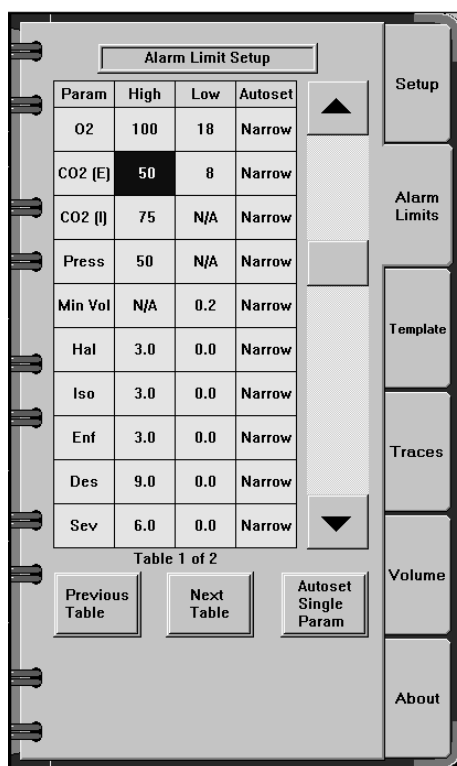 Alarm Limit Setup
Param High Low Autoset
O2 100 18 Narrow
CO2 (E) 50 8 Narrow
CO2 (I) 75 N/A Narrow
Press 50 N/A Narrow
Min Vol N/A 0.2 Narrow
Hal 3.0 0.0 Narrow
Iso 3.0 0.0 Narrow
Enf 3.0 0.0 Narrow
Des 9.0 0.0 Narrow
Sev 6.0 0.0 Narrow
Table 1 of 2
Previous
Table
Next
Table
Autoset
Single
Param
Setup
Alarm
Limits
Template
Traces
Volume
About